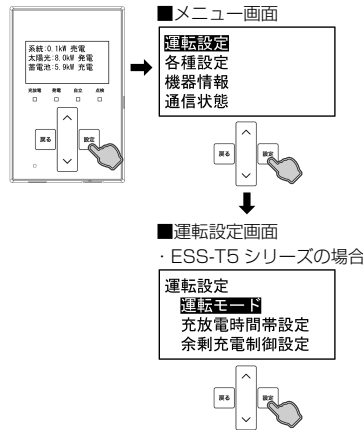 系統:0.1kW 売電
太陽光:8.0kW 発電
蓄電池:5.9kW 充電
充放電 発電 自立 点検
戻る 設定
■メニュー画面
運転設定
各種設定
機器情報
通信状態
戻る 設定
■運転設定画面
・ESS-T5 シリーズの場合
運転設定
運転モード
充放電時間帯設定
余剰充電制御設定
戻る 設定